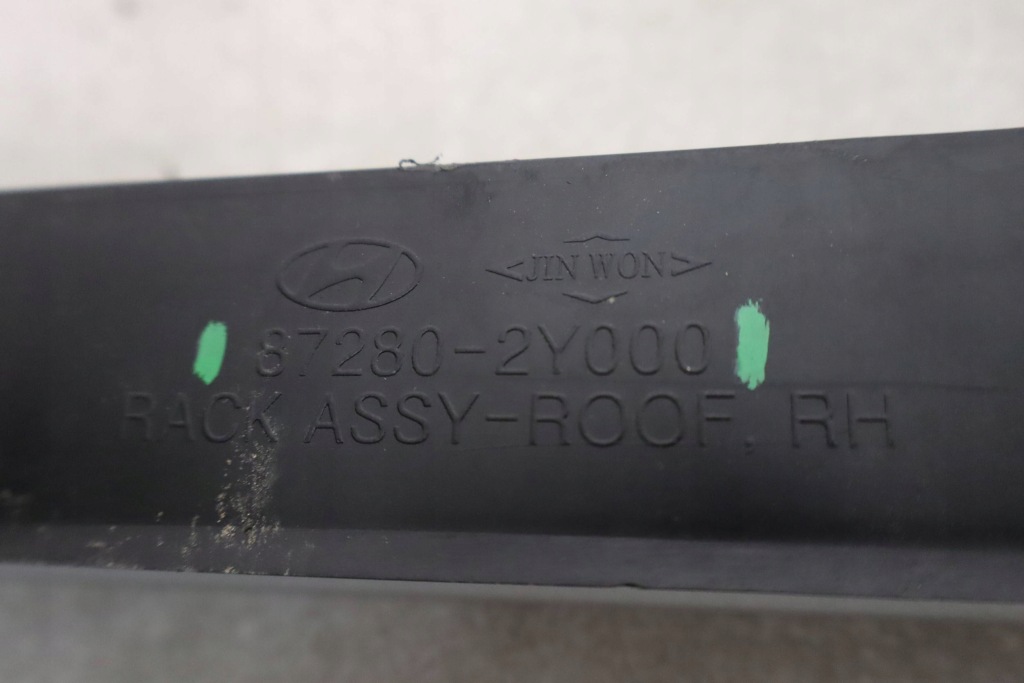 JIN WON
87280-2Y000
RACK ASSY-ROOF, RH